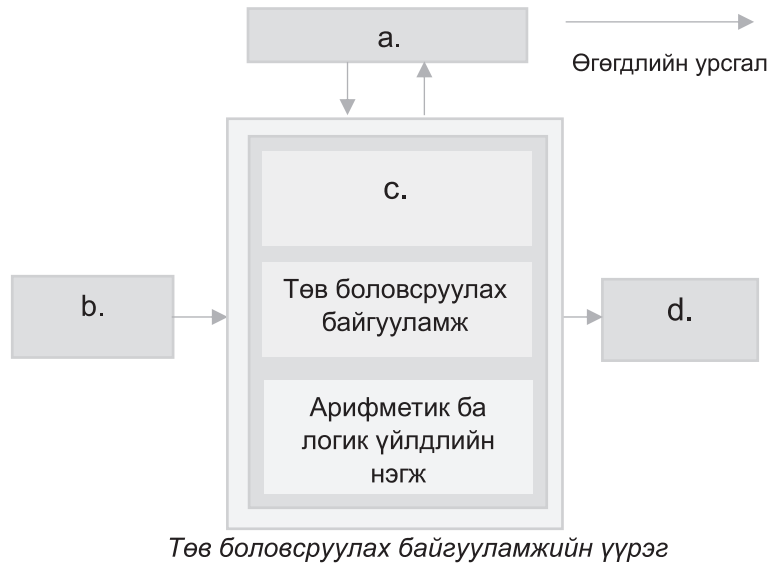 a.
Өгөгдлийн урсгал
c.
b.
Төв боловсруулах
байгууламж
d.
Арифметик ба
логик үйлдлийн
нэгж
Төв боловсруулах байгууламжийн үүрэг